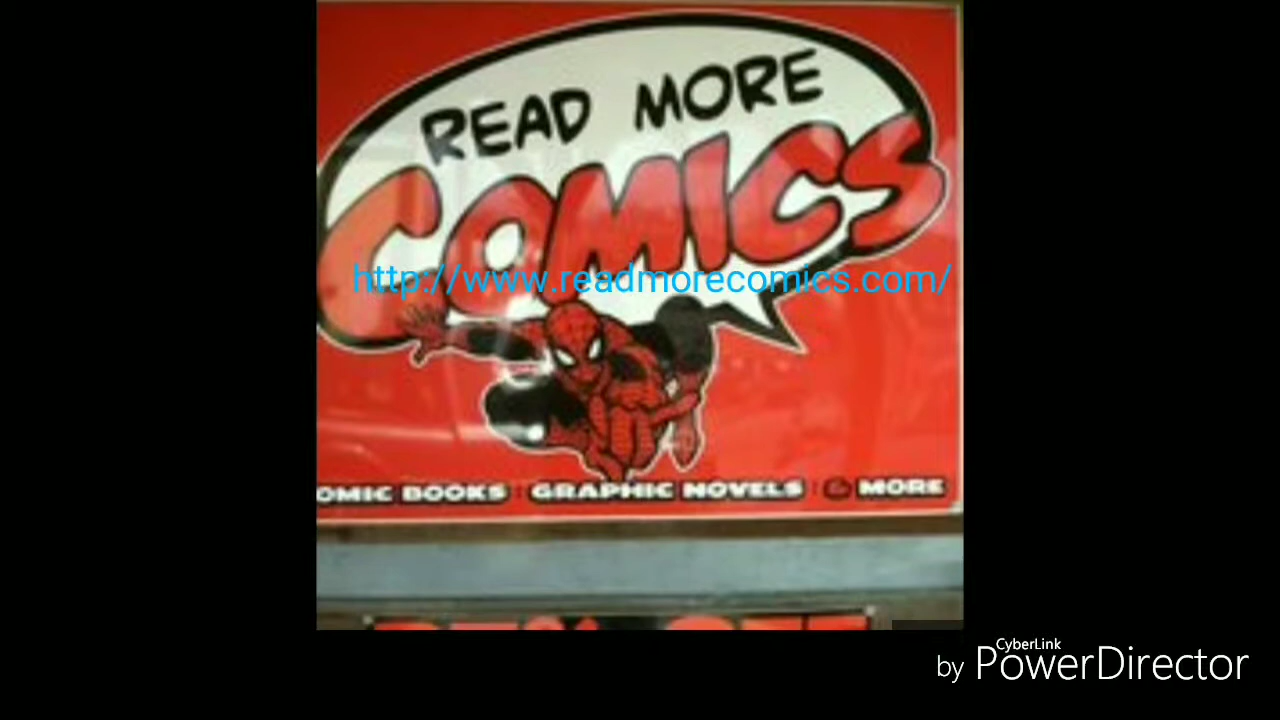 READ MORE
COMICS
http://www.readmorecomics.com/
OMIC BOOKS : GRAPHIC NOVELS : & MORE
CyberLink
by PowerDirector